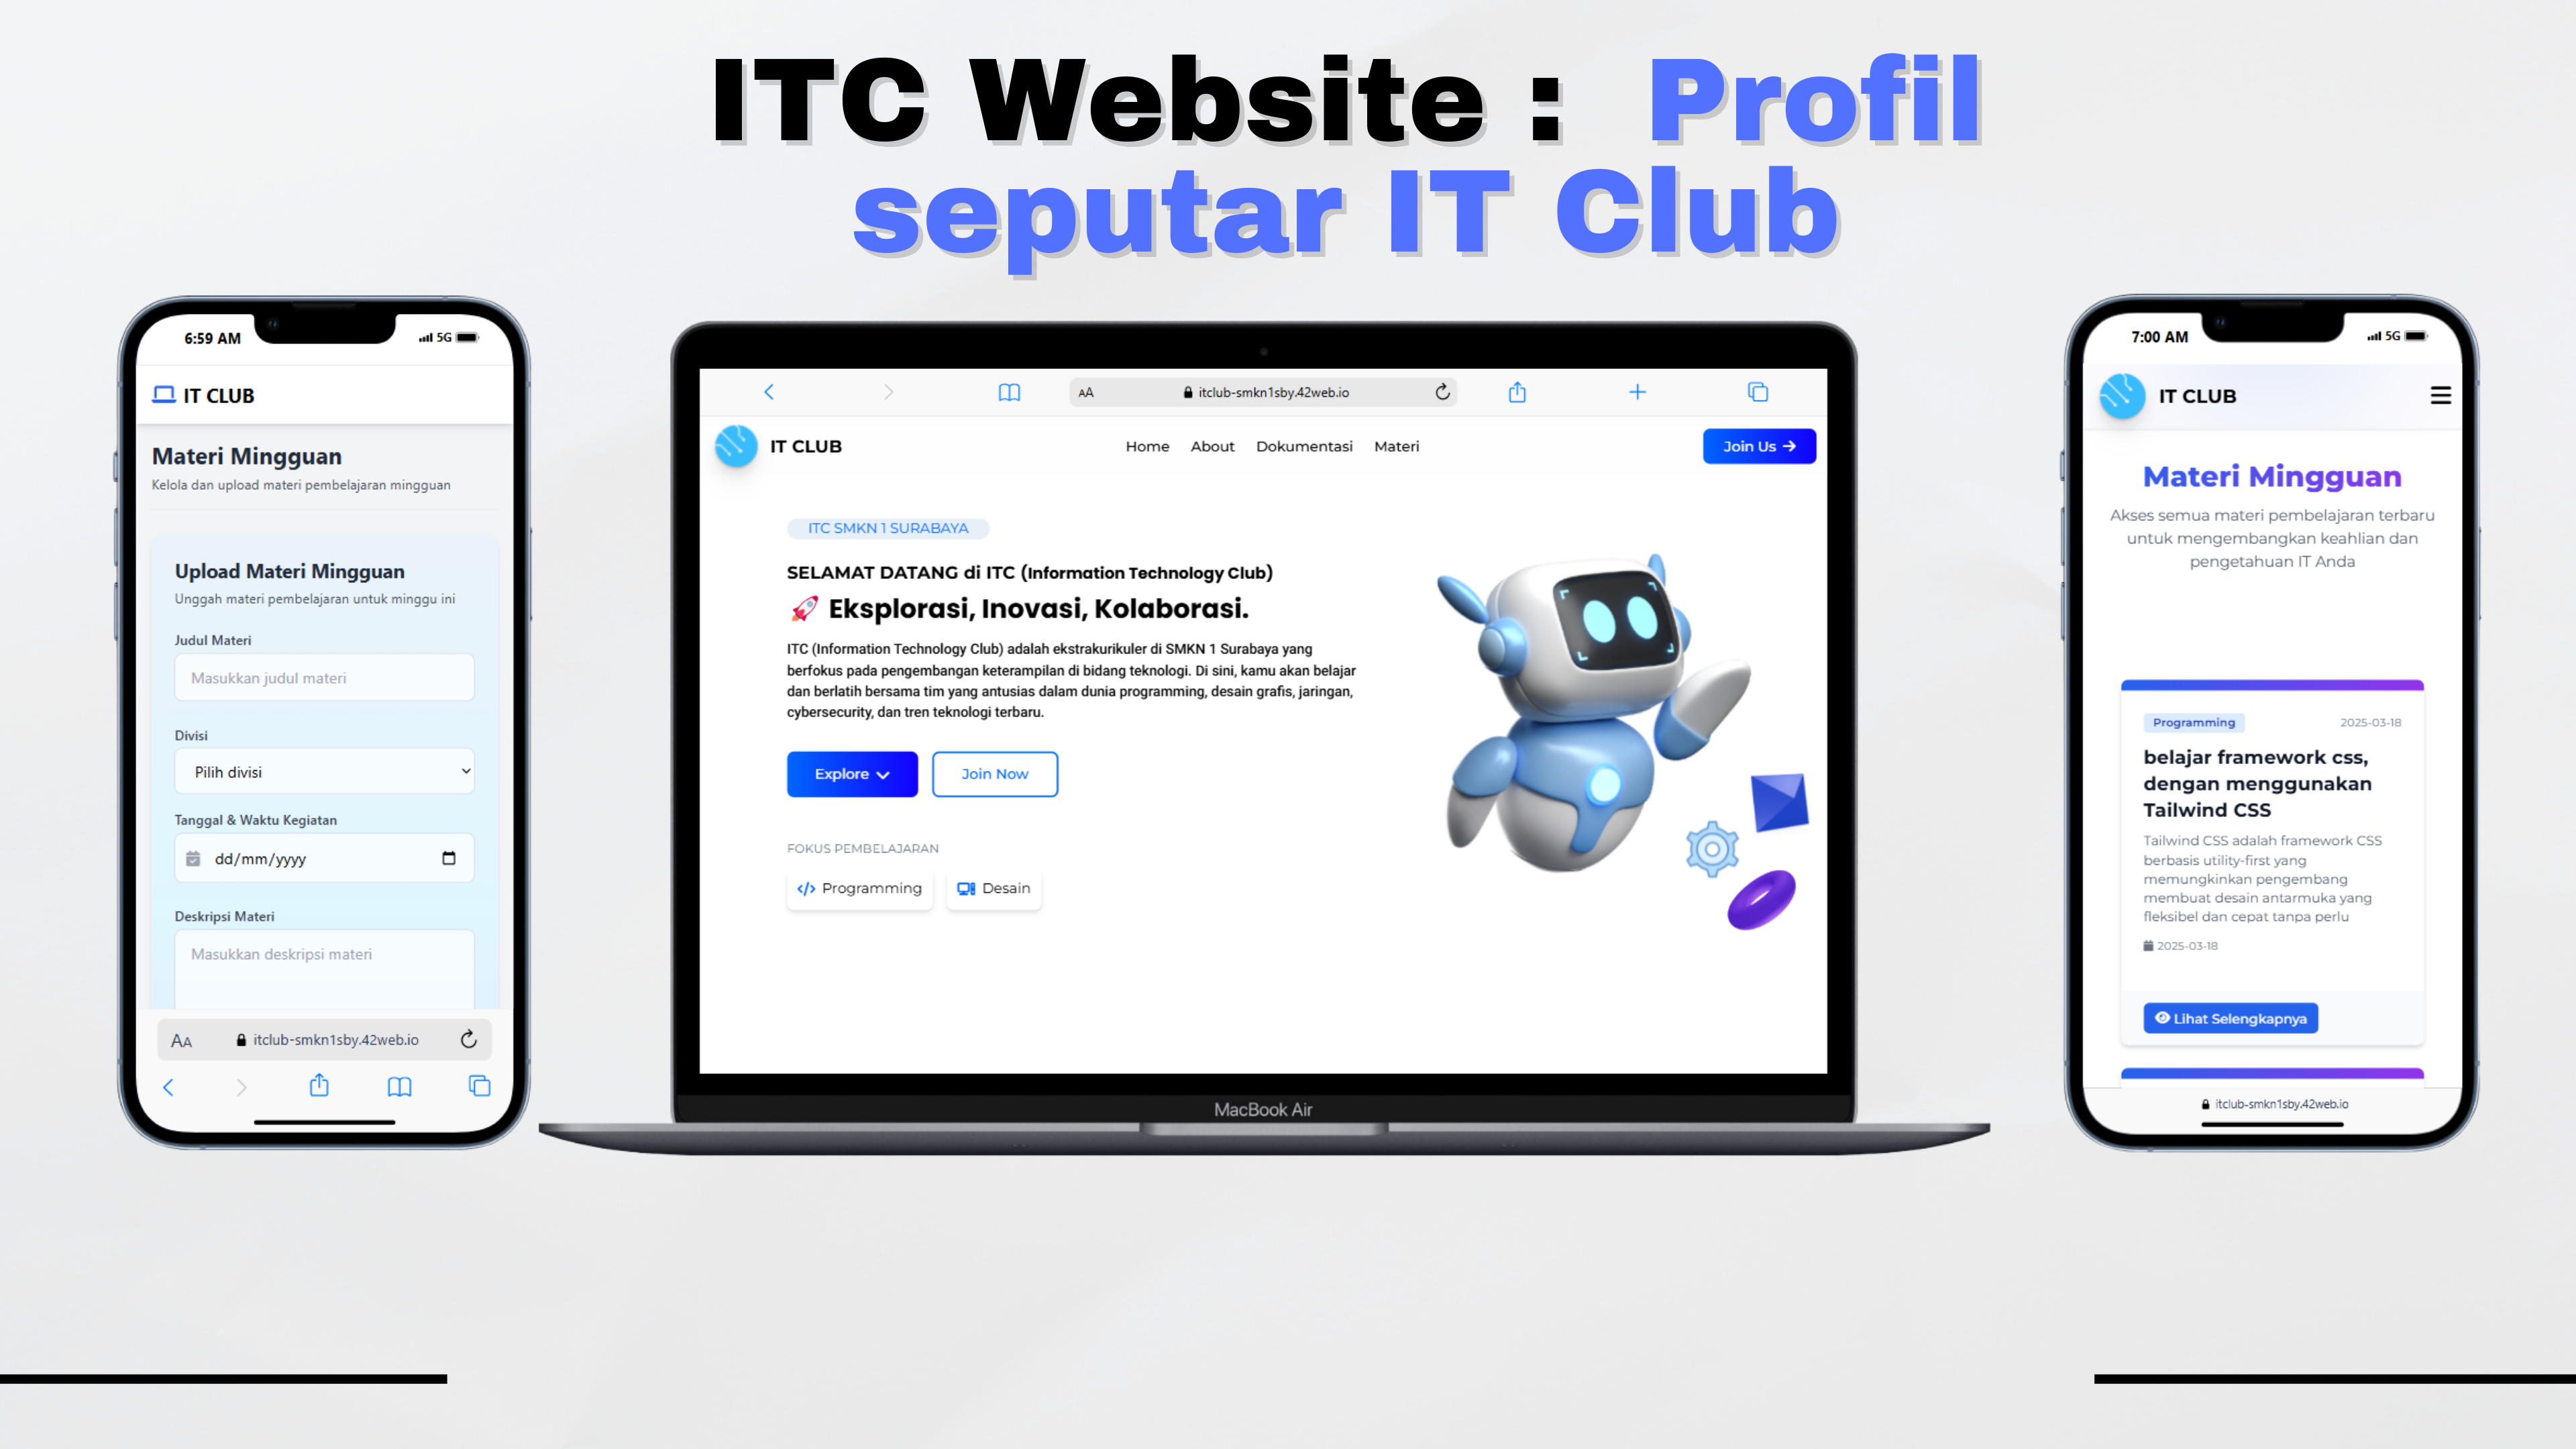 ITC Website : Profil
seputar IT Club
6:59 AM
5G
IT CLUB
Materi Mingguan
Kelola dan upload materi pembelajaran mingguan
Upload Materi Mingguan
Unggah materi pembelajaran untuk minggu ini
Judul Materi
Masukkan judul materi
Divisi
Pilih divisi
Tanggal & Waktu Kegiatan
dd/mm/yyyy
Deskripsi Materi
Masukkan deskripsi materi
AA itclub-smkn1sby.42web.io
AA itclub-smkn1sby.42web.io
IT CLUB
Home About Dokumentasi Materi
Join Us →
ITC SMKN 1 SURABAYA
SELAMAT DATANG di ITC (Information Technology Club)
🚀 Eksplorasi, Inovasi, Kolaborasi.
ITC (Information Technology Club) adalah ekstrakurikuler di SMKN 1 Surabaya yang
berfokus pada pengembangan keterampilan di bidang teknologi. Di sini, kamu akan belajar
dan berlatih bersama tim yang antusias dalam dunia programming, desain grafis, jaringan,
cybersecurity, dan tren teknologi terbaru.
Explore
Join Now
FOKUS PEMBELAJARAN
</> Programming
Desain
MacBook Air
7:00 AM
5G
IT CLUB
Materi Mingguan
Akses semua materi pembelajaran terbaru
untuk mengembangkan keahlian dan
pengetahuan IT Anda
Programming
2025-03-18
belajar framework css,
dengan menggunakan
Tailwind CSS
Tailwind CSS adalah framework CSS
berbasis utility-first yang
memungkinkan pengembang
membuat desain antarmuka yang
fleksibel dan cepat tanpa perlu
2025-03-18
Lihat Selengkapnya
itclub-smkn1sby.42web.io